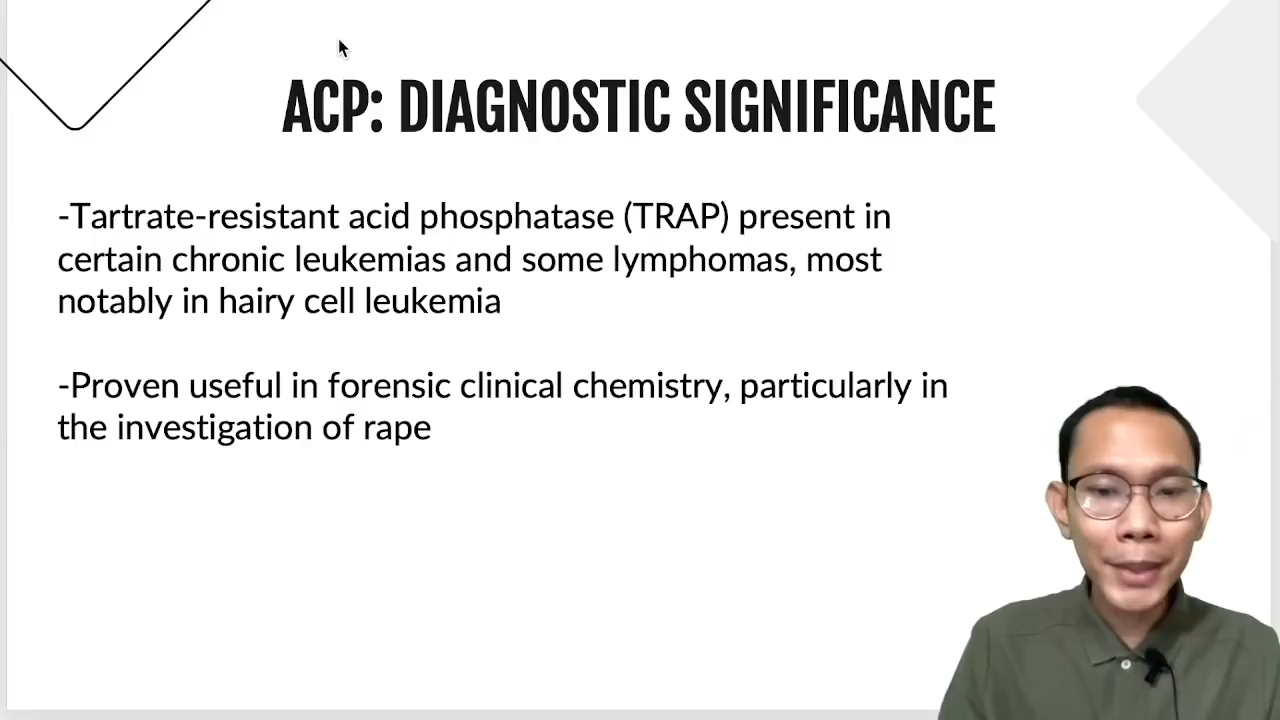 ACP: DIAGNOSTIC SIGNIFICANCE
-Tartrate-resistant acid phosphatase (TRAP) present in
certain chronic leukemias and some lymphomas, most
notably in hairy cell leukemia
-Proven useful in forensic clinical chemistry, particularly in
the investigation of rape